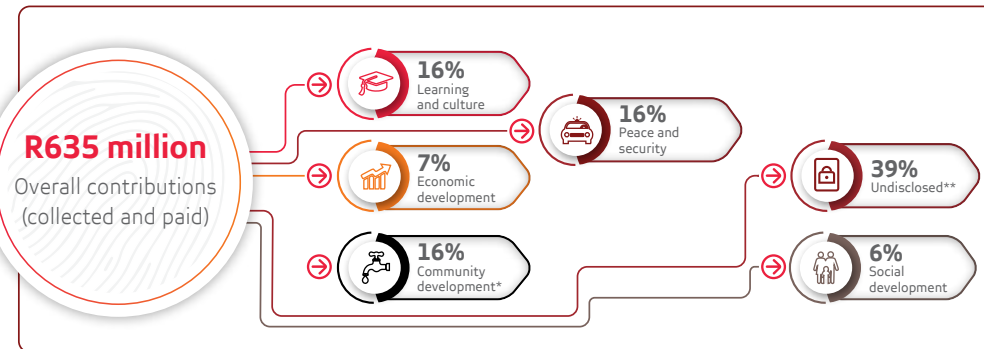 R635 million
Overall contributions
(collected and paid)
16%
Learning
and culture
16%
Peace and
security
7%
Economic
development
39%
Undisclosed**
16%
Community
development*
6%
Social
development